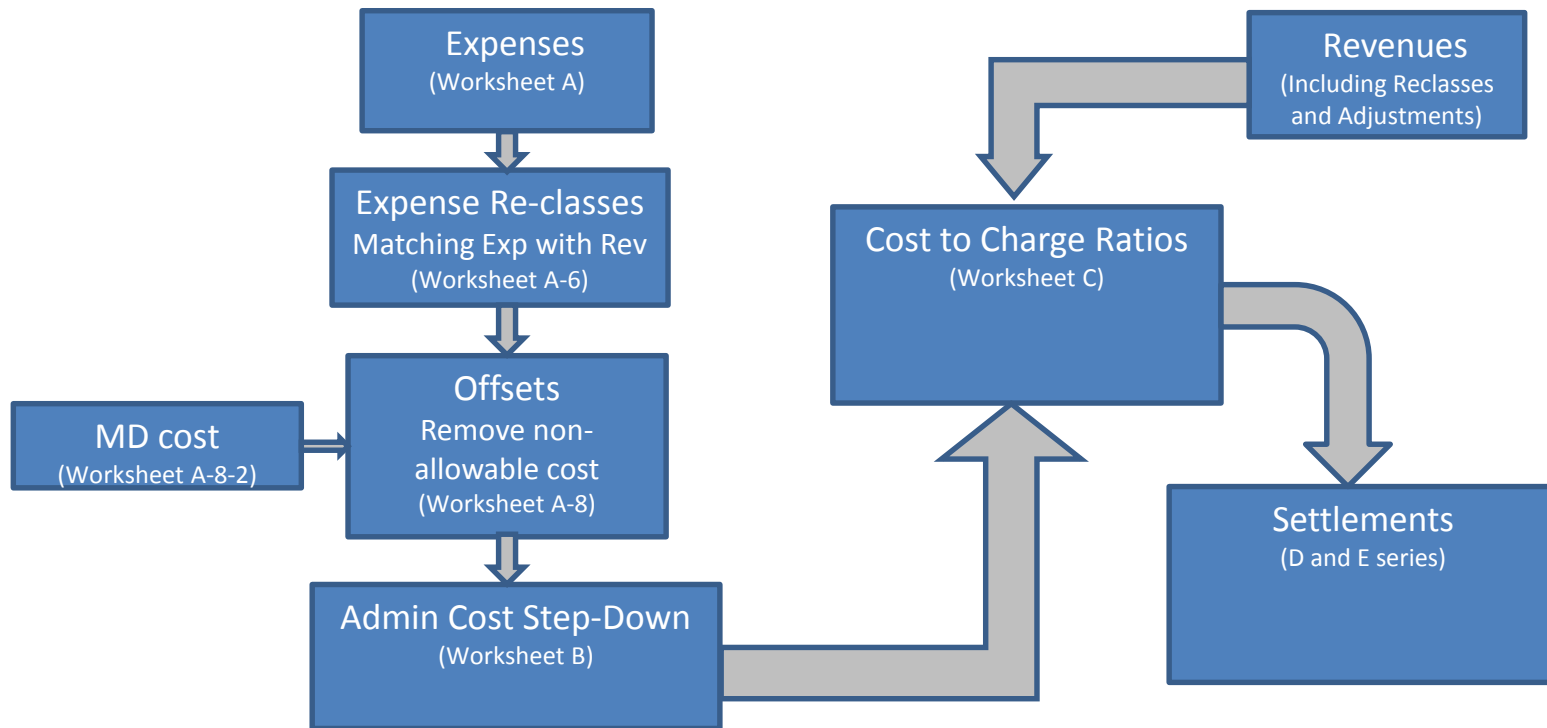 Expenses
(Worksheet A)
Expense Re-classes
Matching Exp with Rev
(Worksheet A-6)
Offsets
Remove non-
allowable cost
(Worksheet A-8)
MD cost
(Worksheet A-8-2)
Admin Cost Step-Down
(Worksheet B)
Revenues
(Including Reclasses
and Adjustments)
Cost to Charge Ratios
(Worksheet C)
Settlements
(D and E series)